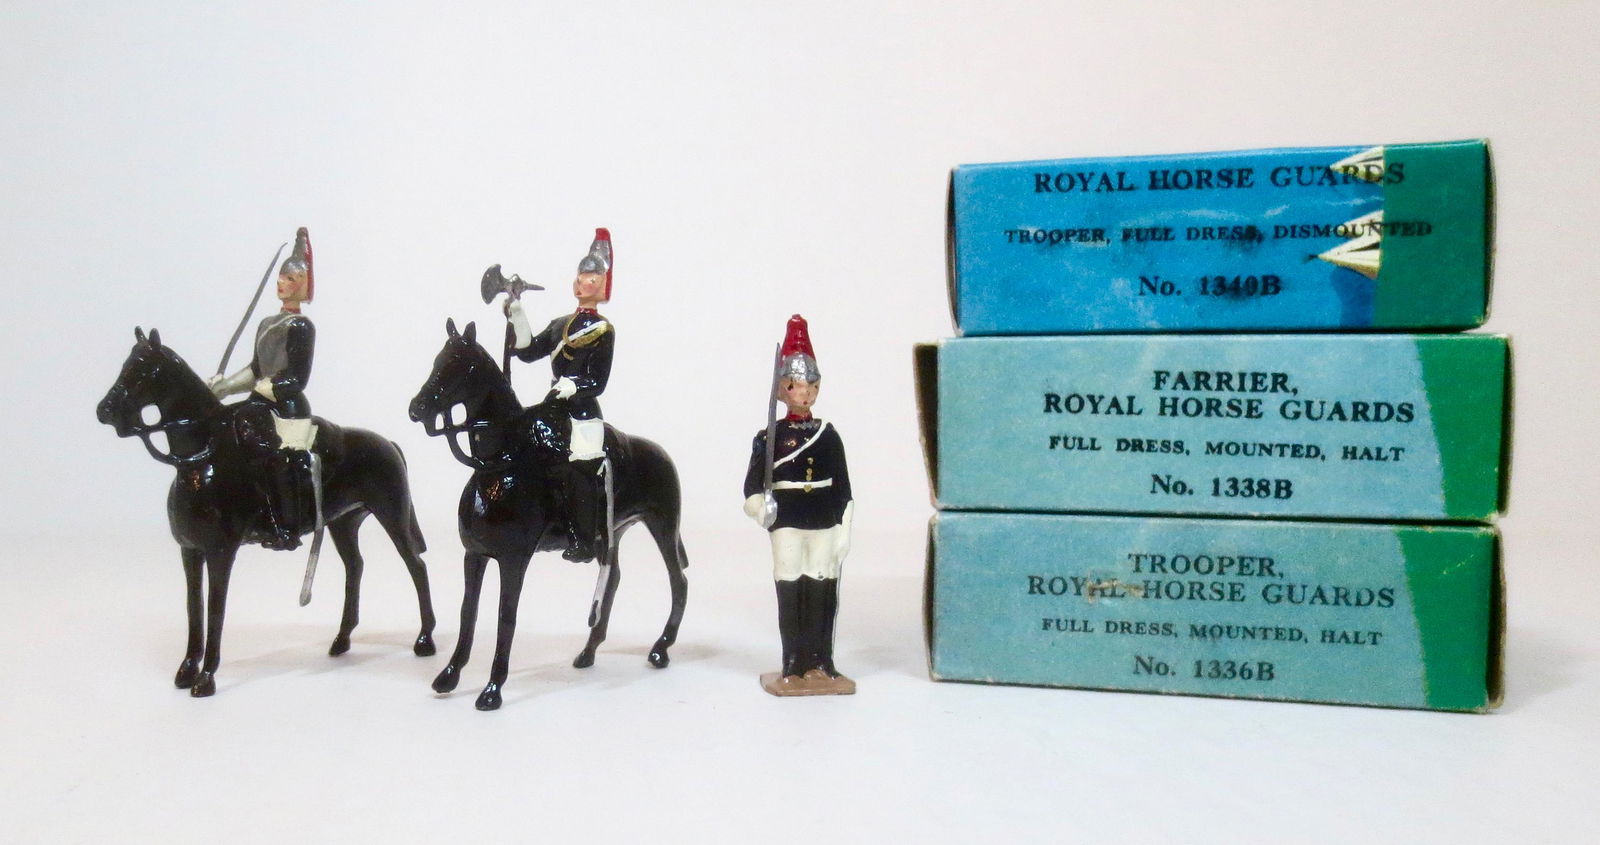 ROYAL HORSE GUARDS
TROOPER, FULL DRESS, DISMOUNTED
No. 1340B
FARRIER,
ROYAL HORSE GUARDS
FULL DRESS, MOUNTED, HALT
No. 1338B
TROOPER,
ROYAL HORSE GUARDS
FULL DRESS, MOUNTED, HALT
No. 1336B